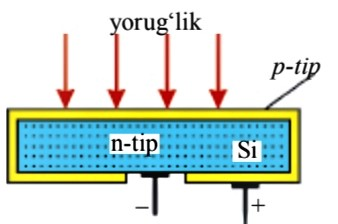 yorug‘lik
p-tip
n-tip
Si
– +